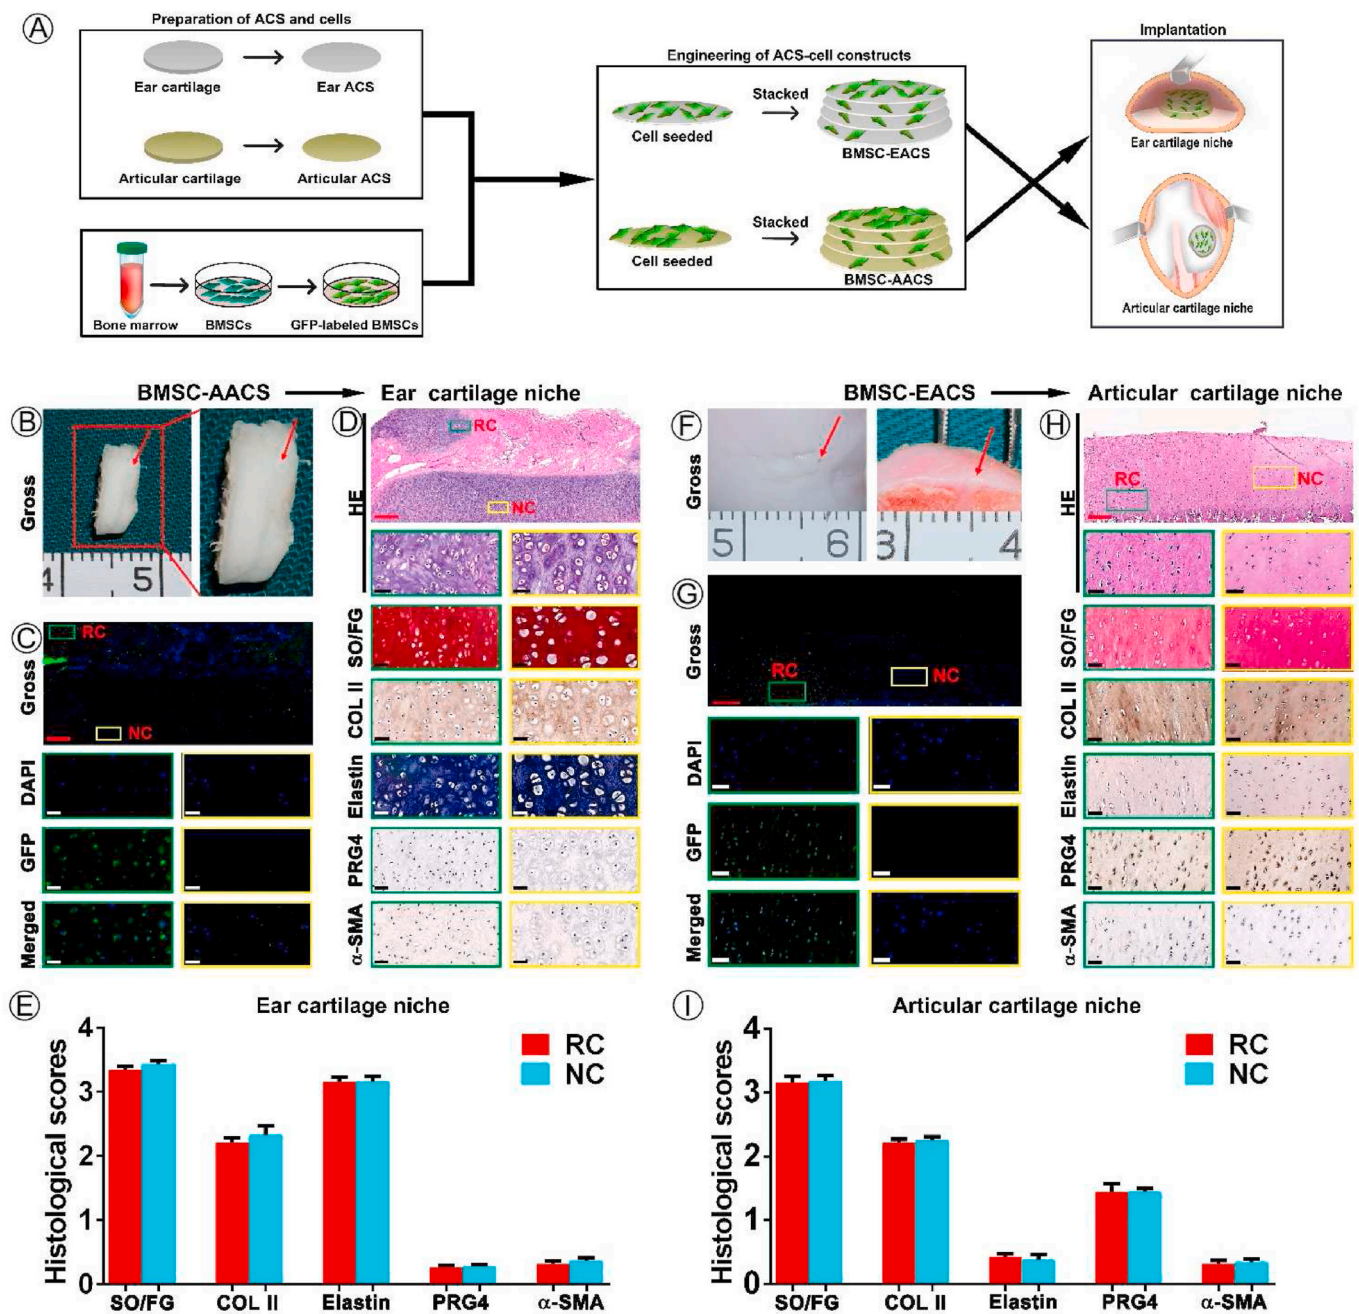 A
Preparation of ACS and cells
Ear cartilage
Ear ACS
Articular cartilage
Articular ACS
Bone marrow
BMSCs
GFP-labeled BMSCs
Engineering of ACS-cell constructs
Cell seeded
Stacked
BMSC-EACS
Cell seeded
Stacked
BMSC-AACS
Implantation
Ear cartilage niche
Articular cartilage niche
BMSC-AACS
Ear cartilage niche
B
Gross
4
5
C
Gross
RC
NC
DAPI
GFP
Merged
D
HE
RC
NC
SO/FG
COL II
Elastin
PRG4
α-SMA
BMSC-EACS
Articular cartilage niche
F
Gross
5
6
3
4
G
Gross
RC
NC
DAPI
GFP
Merged
H
HE
RC
NC
SO/FG
COL II
Elastin
PRG4
α-SMA
E
Ear cartilage niche
Histological scores
4
3
2
1
0
RC
NC
SO/FG
COL II
Elastin
PRG4
α-SMA
I
Articular cartilage niche
Histological scores
4
3
2
1
0
RC
NC
SO/FG
COL II
Elastin
PRG4
α-SMA